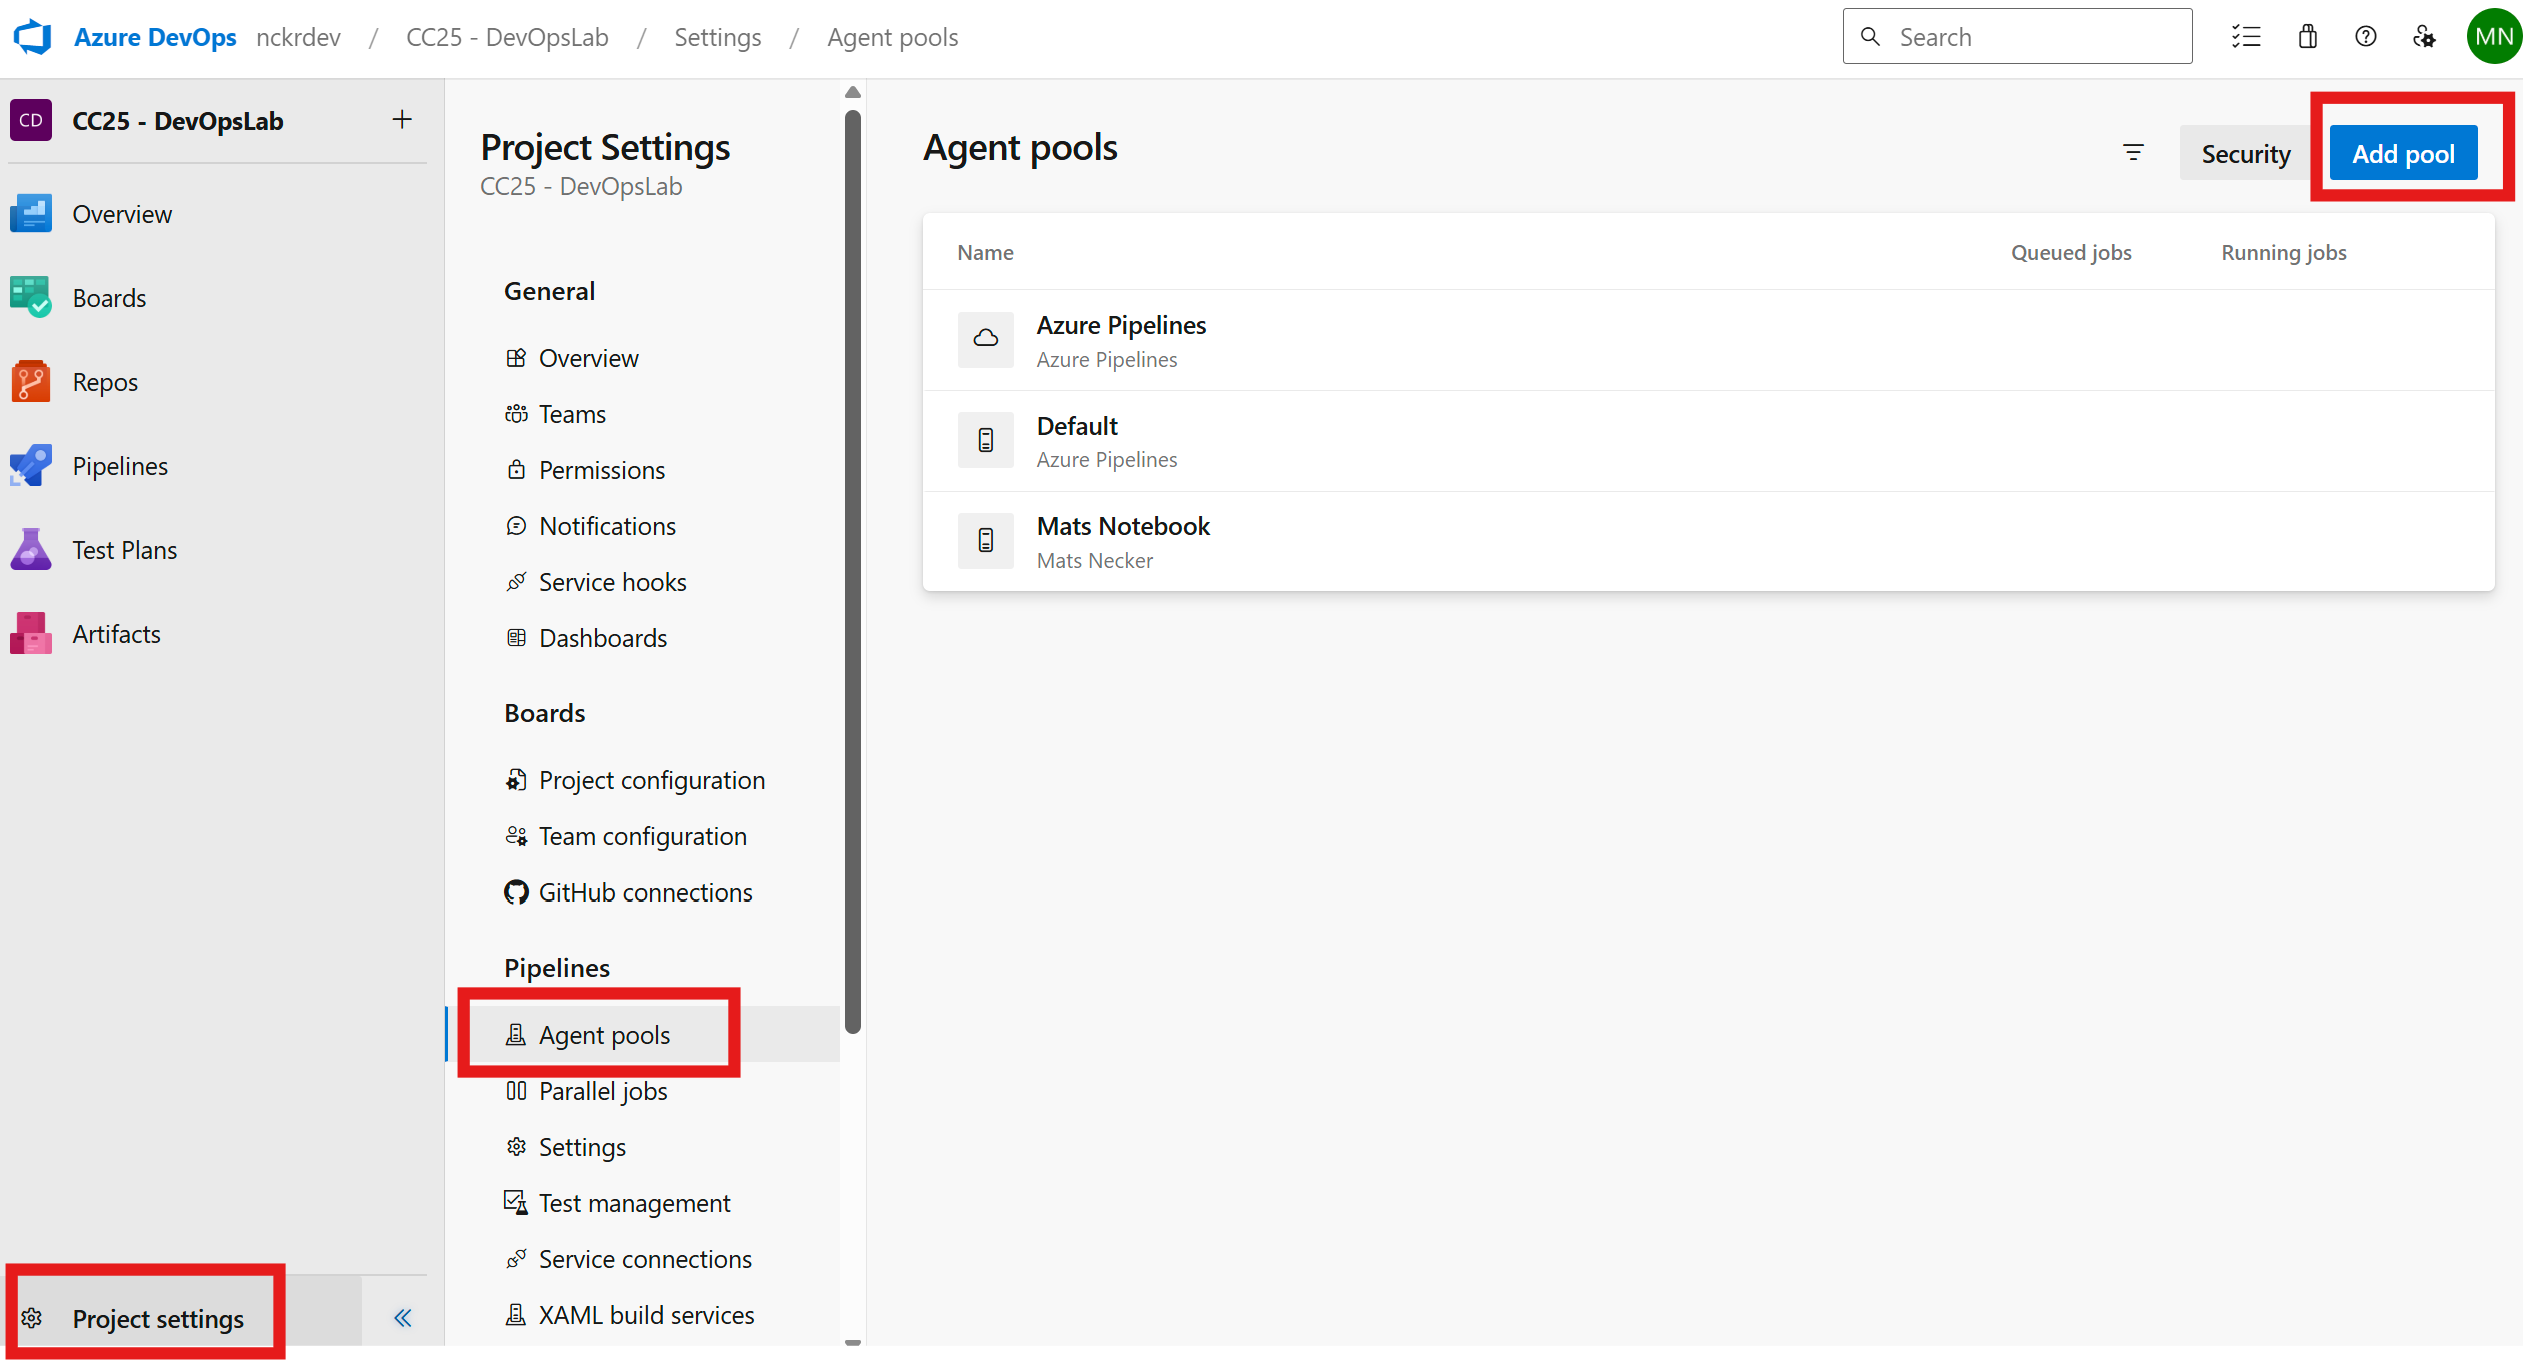 Azure DevOps nckrdev / CC25 - DevOpsLab / Settings / Agent pools
Search
MN
CD CC25 - DevOpsLab
Overview
Boards
Repos
Pipelines
Test Plans
Artifacts
Project settings
Project Settings
CC25 - DevOpsLab
General
Overview
Teams
Permissions
Notifications
Service hooks
Dashboards
Boards
Project configuration
Team configuration
GitHub connections
Pipelines
Agent pools
Parallel jobs
Settings
Test management
Service connections
XAML build services
Agent pools
Security
Add pool
Name Queued jobs Running jobs
Azure Pipelines
Azure Pipelines
Default
Azure Pipelines
Mats Notebook
Mats Necker